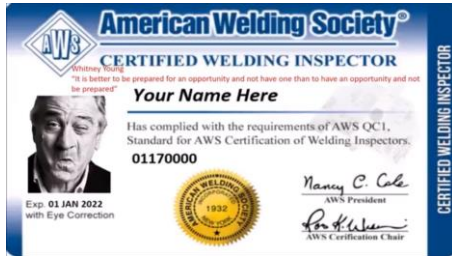 American Welding Society®
AWS
CERTIFIED WELDING INSPECTOR
Whitney Young
"It is better to be prepared for an opportunity and not have one than to have an opportunity and not
be prepared"
Your Name Here
Has complied with the requirements of AWS QC1,
Standard for AWS Certification of Welding Inspectors.
01170000
Exp. 01 JAN 2022
with Eye Correction
AMERICAN WELDING SOCIETY
INCORPORATED
1932
NEW YORK
Nancy C. Cole
AWS President
AWS Cerification Chair
CERTIFIED WELDING INSPECTOR